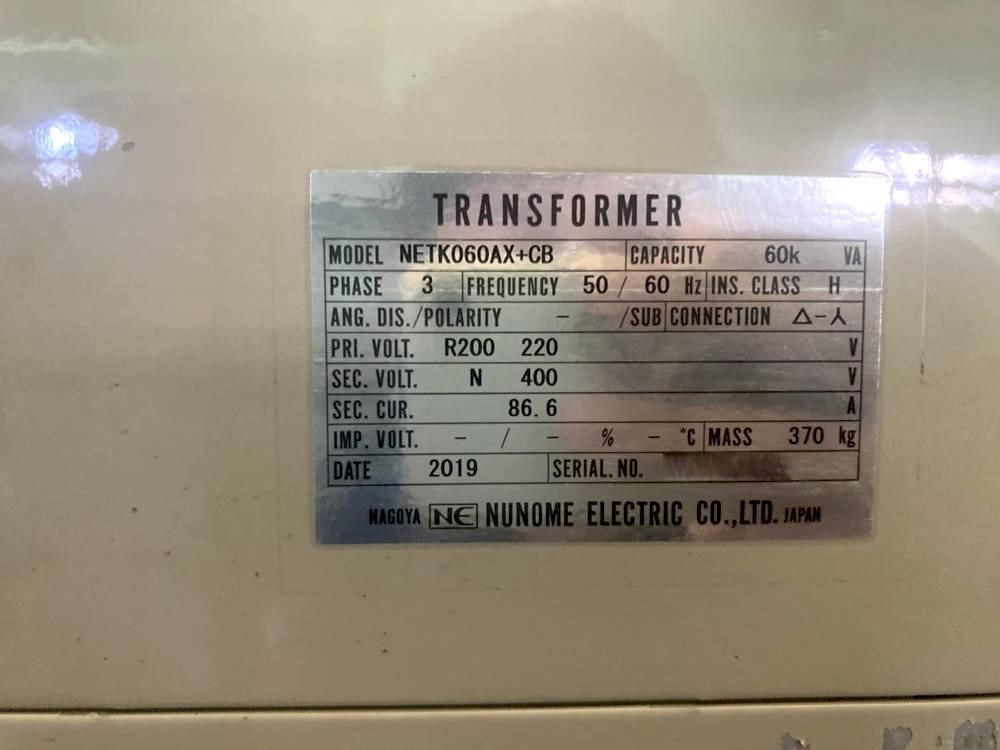 TRANSFORMER
MODEL NETK060AX+CB CAPACITY 60k VA
PHASE 3 FREQUENCY 50 / 60 Hz INS. CLASS H
ANG. DIS./POLARITY – /SUB CONNECTION △-⅄
PRI. VOLT. R200 220 V
SEC. VOLT. N 400 V
SEC. CUR. 86.6 A
IMP. VOLT. – / – % – °C MASS 370 kg
DATE 2019 SERIAL. NO.
NAGOYA NE NUNOME ELECTRIC CO.,LTD. JAPAN